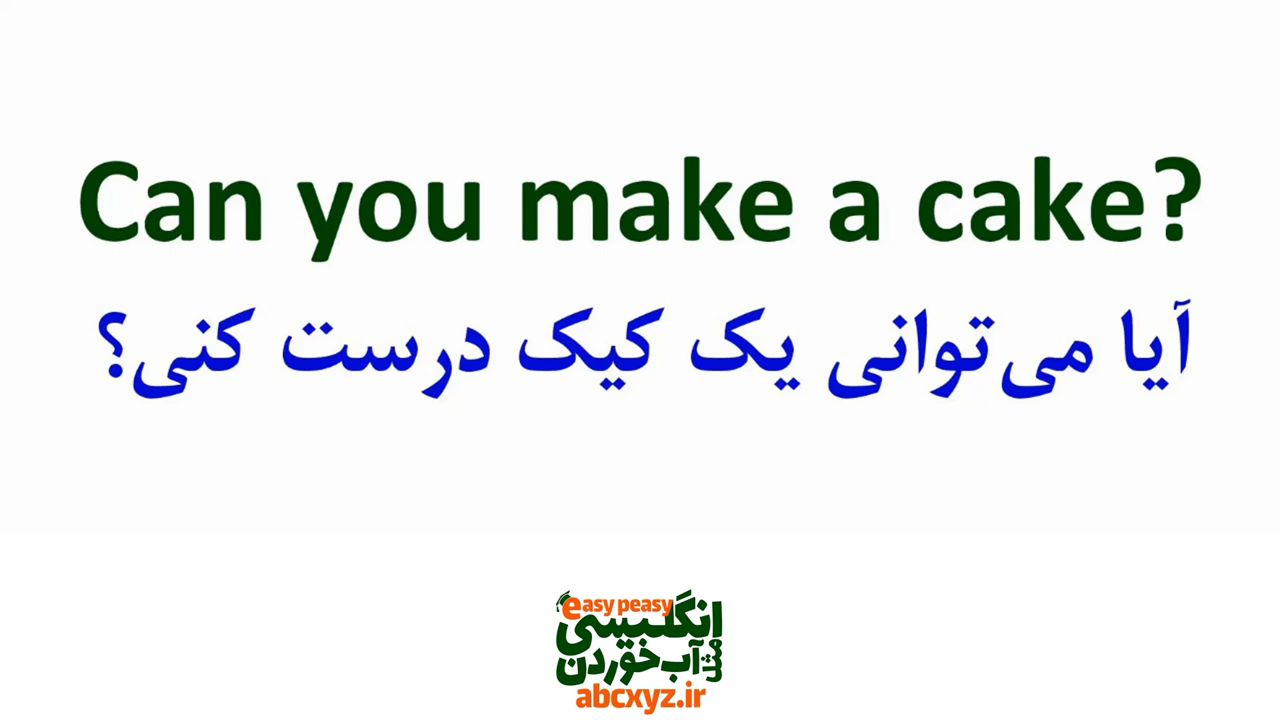 Can you make a cake?
آیا می‌توانی یک کیک درست کنی؟
easy peasy
انگلیسی
مثل آب خوردن
abcxyz.ir